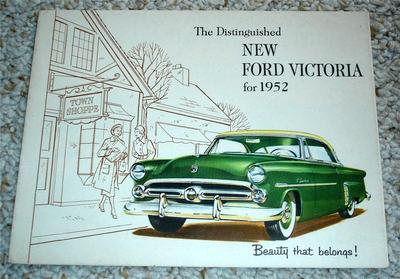 The Distinguished
NEW
FORD VICTORIA
for 1952
TOWN
SHOPPE
Beauty that belongs!